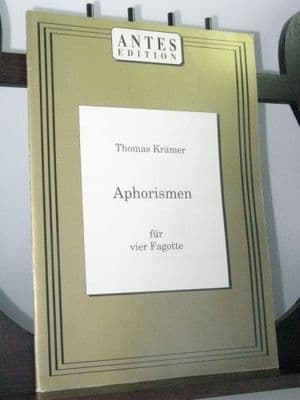 ANTES
EDITION
Thomas Krämer
Aphorismen
für
vier Fagotte